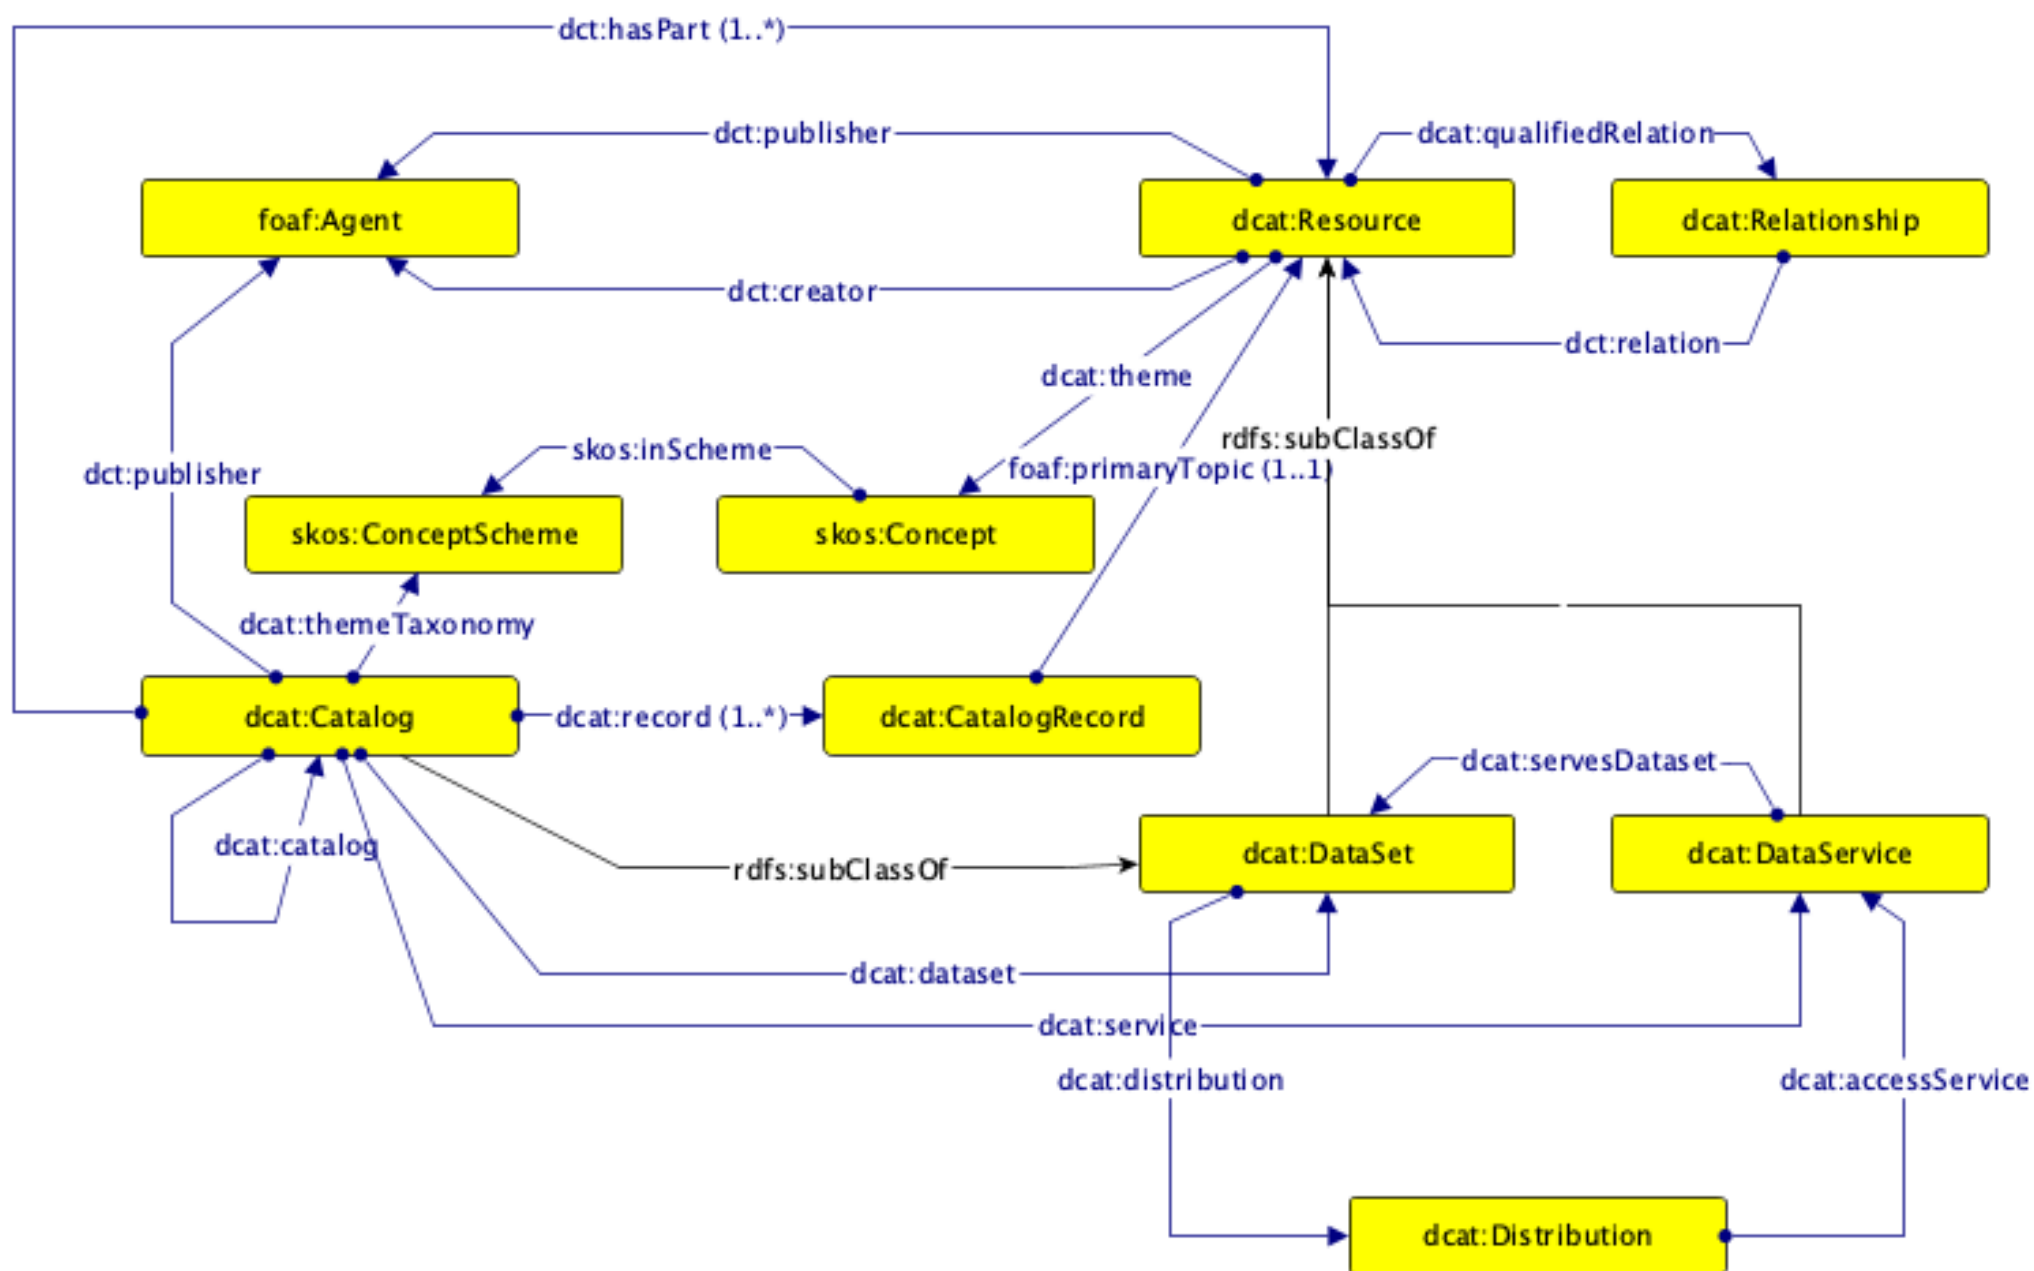 dct:hasPart (1..*)
dct:publisher
dcat:qualifiedRelation
foaf:Agent
dcat:Resource
dcat:Relationship
dct:creator
dct:relation
dcat:theme
rdfs:subClassOf
skos:inScheme
foaf:primaryTopic (1..1)
dct:publisher
skos:ConceptScheme
skos:Concept
dcat:themeTaxonomy
dcat:Catalog
dcat:record (1..*)
dcat:CatalogRecord
dcat:servesDataset
dcat:catalog
rdfs:subClassOf
dcat:DataSet
dcat:DataService
dcat:dataset
dcat:service
dcat:distribution
dcat:accessService
dcat:Distribution